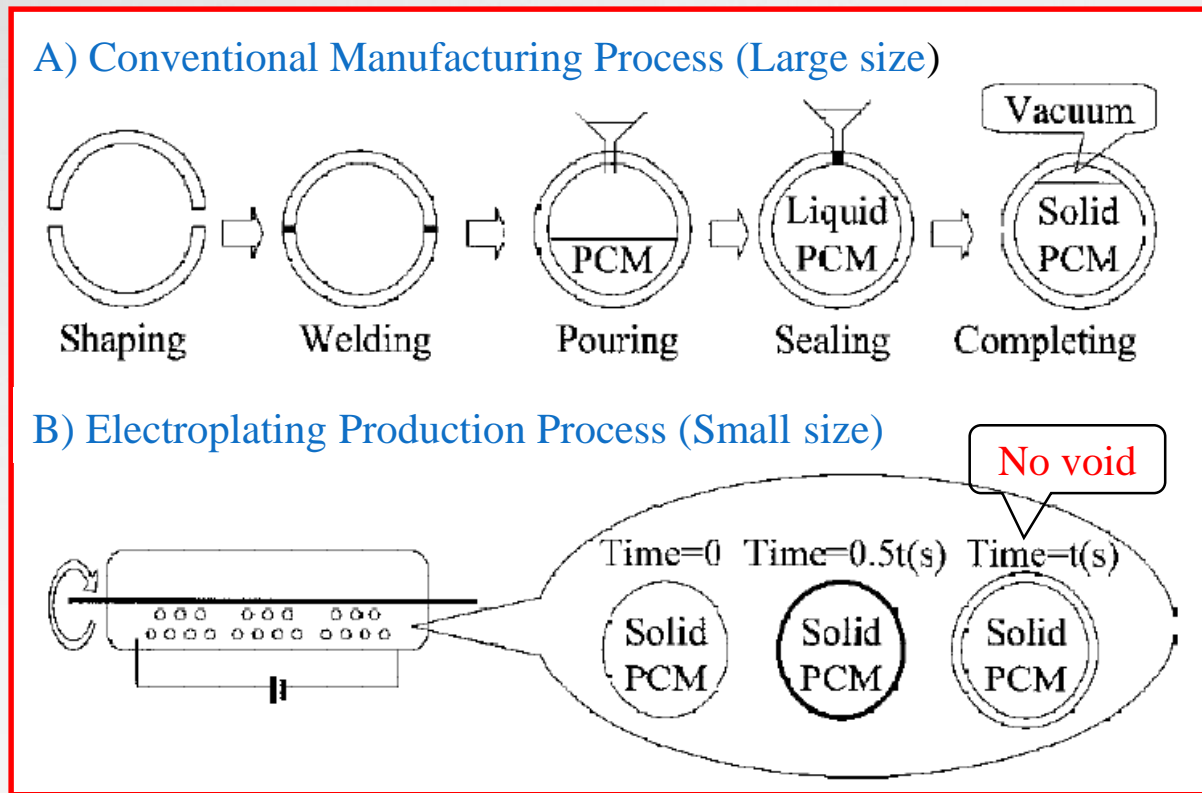 A) Conventional Manufacturing Process (Large size)
Vacuum
PCM
Liquid
PCM
Solid
PCM
Shaping
Welding
Pouring
Sealing
Completing
B) Electroplating Production Process (Small size)
No void
Time=0
Time=0.5t(s)
Time=t(s)
Solid
PCM
Solid
PCM
Solid
PCM